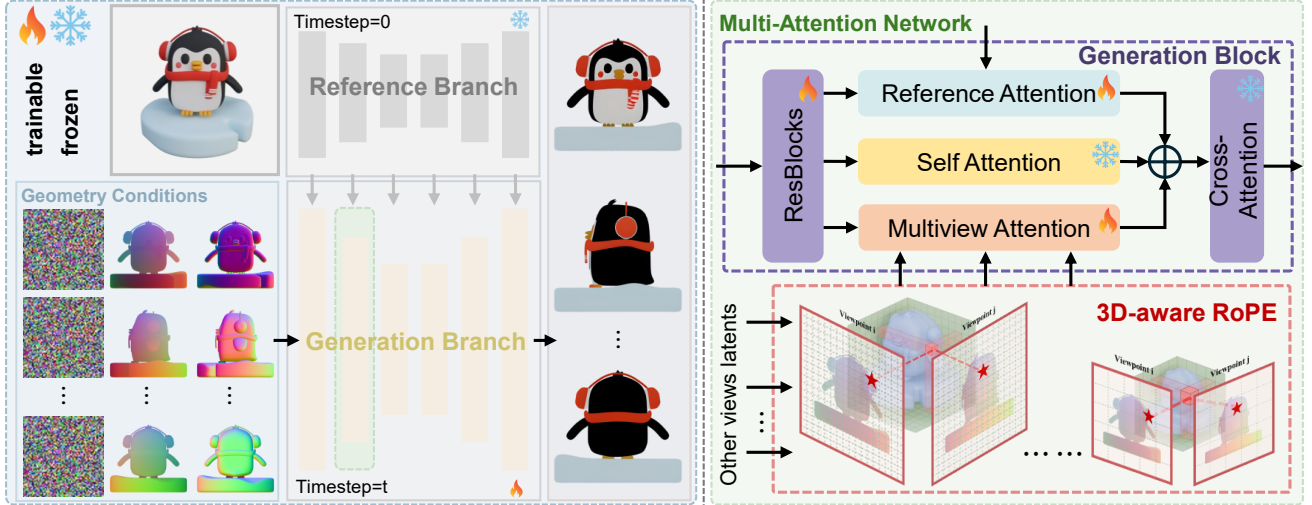 trainable
frozen
Timestep=0
Reference Branch
Geometry Conditions
Generation Branch
Timestep=t
Multi-Attention Network
Generation Block
ResBlocks
Reference Attention
Self Attention
Multiview Attention
Cross-
Attention
3D-aware RoPE
Other views latents
Viewpoint i
Viewpoint j
Viewpoint i
Viewpoint j